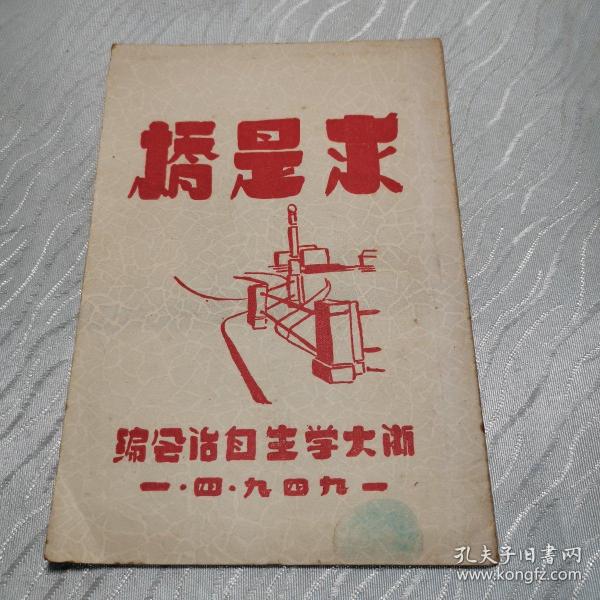 求是橋
浙大学生自治会编
一九四九·四·一
孔夫子旧書网
www.kongfz.com